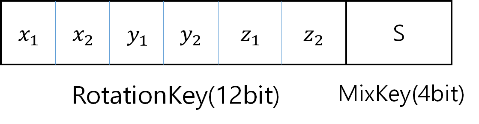 x₁ x₂ y₁ y₂ z₁ z₂ S
RotationKey(12bit) MixKey(4bit)